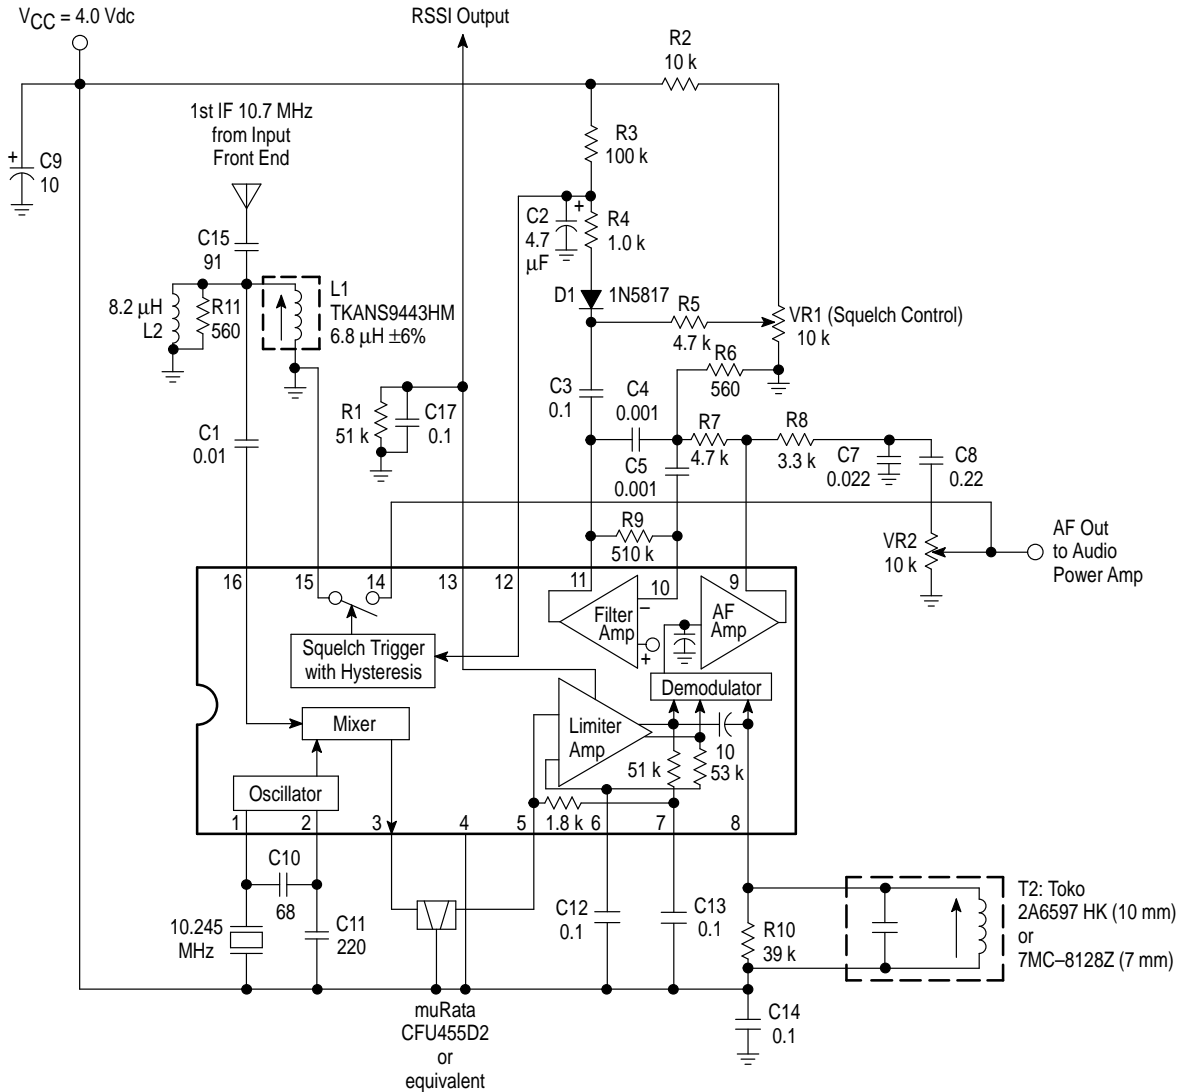 VCC = 4.0 Vdc
RSSI Output
R2
10 k
1st IF 10.7 MHz
from Input
Front End
+
C9
10
R3
100 k
C15
91
C2
4.7
µF
+
R4
1.0 k
8.2 µH
L2
R11
560
L1
TKANS9443HM
6.8 µH ±6%
D1
1N5817
R5
4.7 k
VR1 (Squelch Control)
10 k
R6
560
C3
0.1
C4
0.001
R1
51 k
C17
0.1
C1
0.01
R7
4.7 k
R8
3.3 k
C5
0.001
C7
0.022
C8
0.22
R9
510 k
VR2
10 k
AF Out
to Audio
Power Amp
16
15
14
13
12
11
10
9
Filter
Amp
–
+
AF
Amp
Squelch Trigger
with Hysteresis
Demodulator
Mixer
Limiter
Amp
10
51 k
53 k
Oscillator
1.8 k
1
2
3
4
5
6
7
8
C10
68
C11
220
10.245
MHz
C12
0.1
C13
0.1
R10
39 k
T2: Toko
2A6597 HK (10 mm)
or
7MC–8128Z (7 mm)
C14
0.1
muRata
CFU455D2
or
equivalent